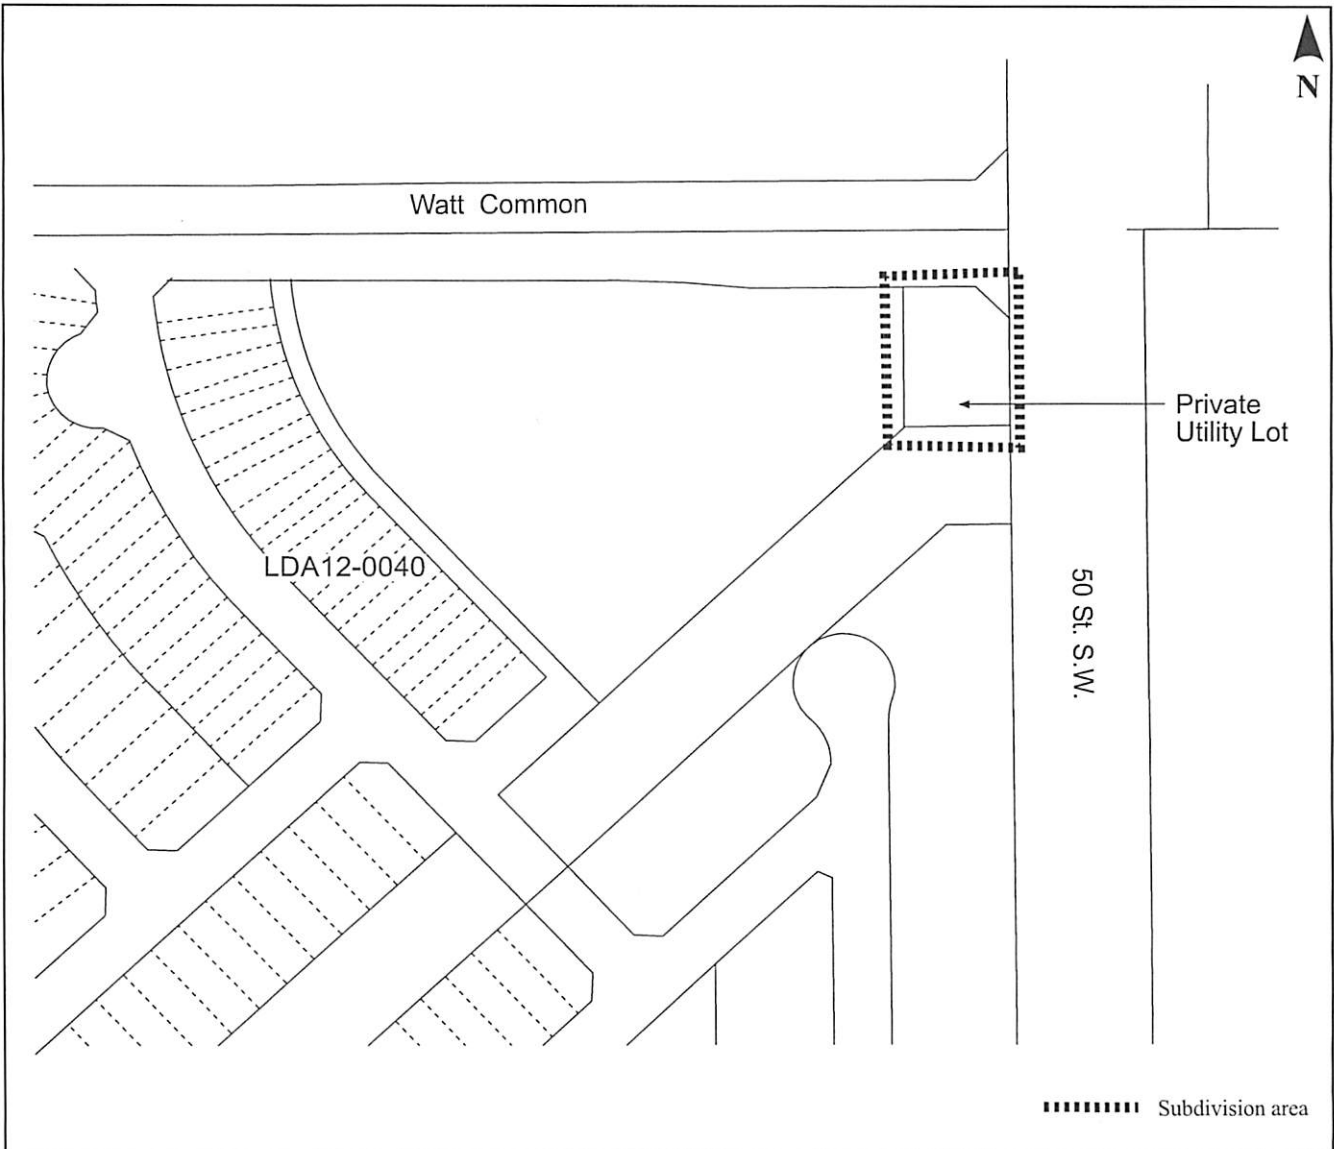 N
Watt Common
Private
Utility Lot
LDA12-0040
50 St. S.W.
Subdivision area